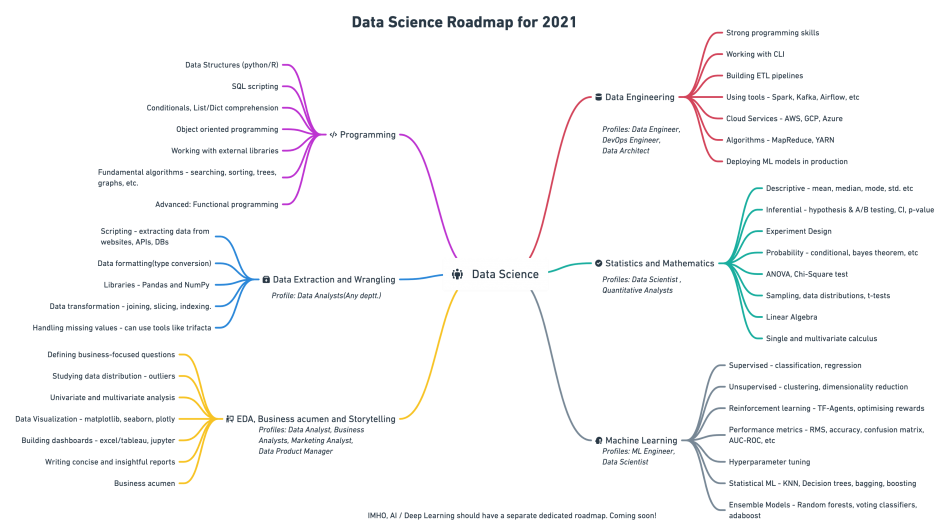 Data Science Roadmap for 2021
Data Structures (python/R)
SQL scripting
Conditionals, List/Dict comprehension
Object oriented programming
Working with external libraries
Fundamental algorithms - searching, sorting, trees,
graphs, etc.
Advanced: Functional programming
</> Programming
Scripting - extracting data from
websites, APIs, DBs
Data formatting(type conversion)
Libraries - Pandas and NumPy
Data transformation - joining, slicing, indexing.
Handling missing values - can use tools like trifacta
Data Extraction and Wrangling
Profile: Data Analysts(Any deptt.)
Defining business-focused questions
Studying data distribution - outliers
Univariate and multivariate analysis
Data Visualization - matplotlib, seaborn, plotly
Building dashboards - excel/tableau, jupyter
Writing concise and insightful reports
Business acumen
EDA, Business acumen and Storytelling
Profiles: Data Analyst, Business
Analysts, Marketing Analyst,
Data Product Manager
Data Science
Data Engineering
Profiles: Data Engineer,
DevOps Engineer,
Data Architect
Strong programming skills
Working with CLI
Building ETL pipelines
Using tools - Spark, Kafka, Airflow, etc
Cloud Services - AWS, GCP, Azure
Algorithms - MapReduce, YARN
Deploying ML models in production
Statistics and Mathematics
Profiles: Data Scientist ,
Quantitative Analysts
Descriptive - mean, median, mode, std. etc
Inferential - hypothesis & A/B testing, CI, p-value
Experiment Design
Probability - conditional, bayes theorem, etc
ANOVA, Chi-Square test
Sampling, data distributions, t-tests
Linear Algebra
Single and multivariate calculus
Machine Learning
Profiles: ML Engineer,
Data Scientist
Supervised - classification, regression
Unsupervised - clustering, dimensionality reduction
Reinforcement learning - TF-Agents, optimising rewards
Performance metrics - RMS, accuracy, confusion matrix,
AUC-ROC, etc
Hyperparameter tuning
Statistical ML - KNN, Decision trees, bagging, boosting
Ensemble Models - Random forests, voting classifiers,
adaboost
IMHO, AI / Deep Learning should have a separate dedicated roadmap. Coming soon!